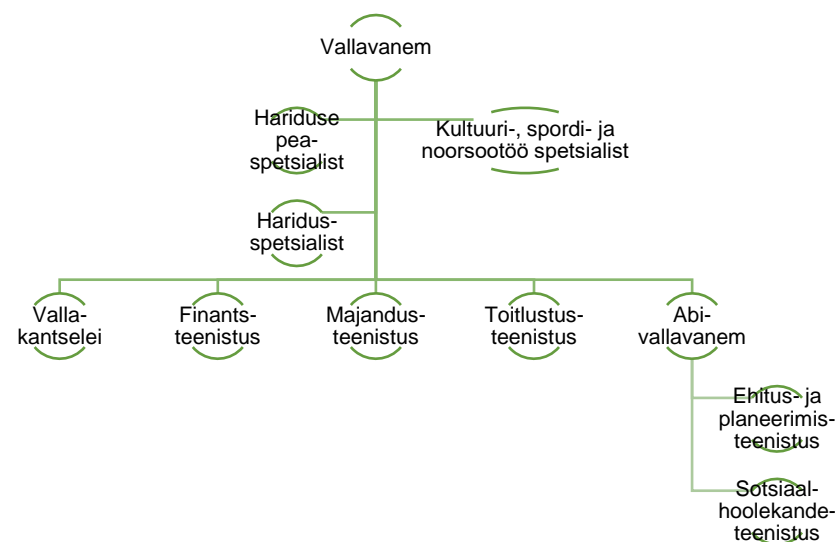 Vallavanem
Hariduse
pea-
spetsialist
Kultuuri-, spordi- ja
noorsootöö spetsialist
Haridus-
spetsialist
Valla-
kantselei
Finants-
teenistus
Majandus-
teenistus
Toitlustus-
teenistus
Abi-
vallavanem
Ehitus- ja
planeerimis-
teenistus
Sotsiaal-
hoolekande-
teenistus